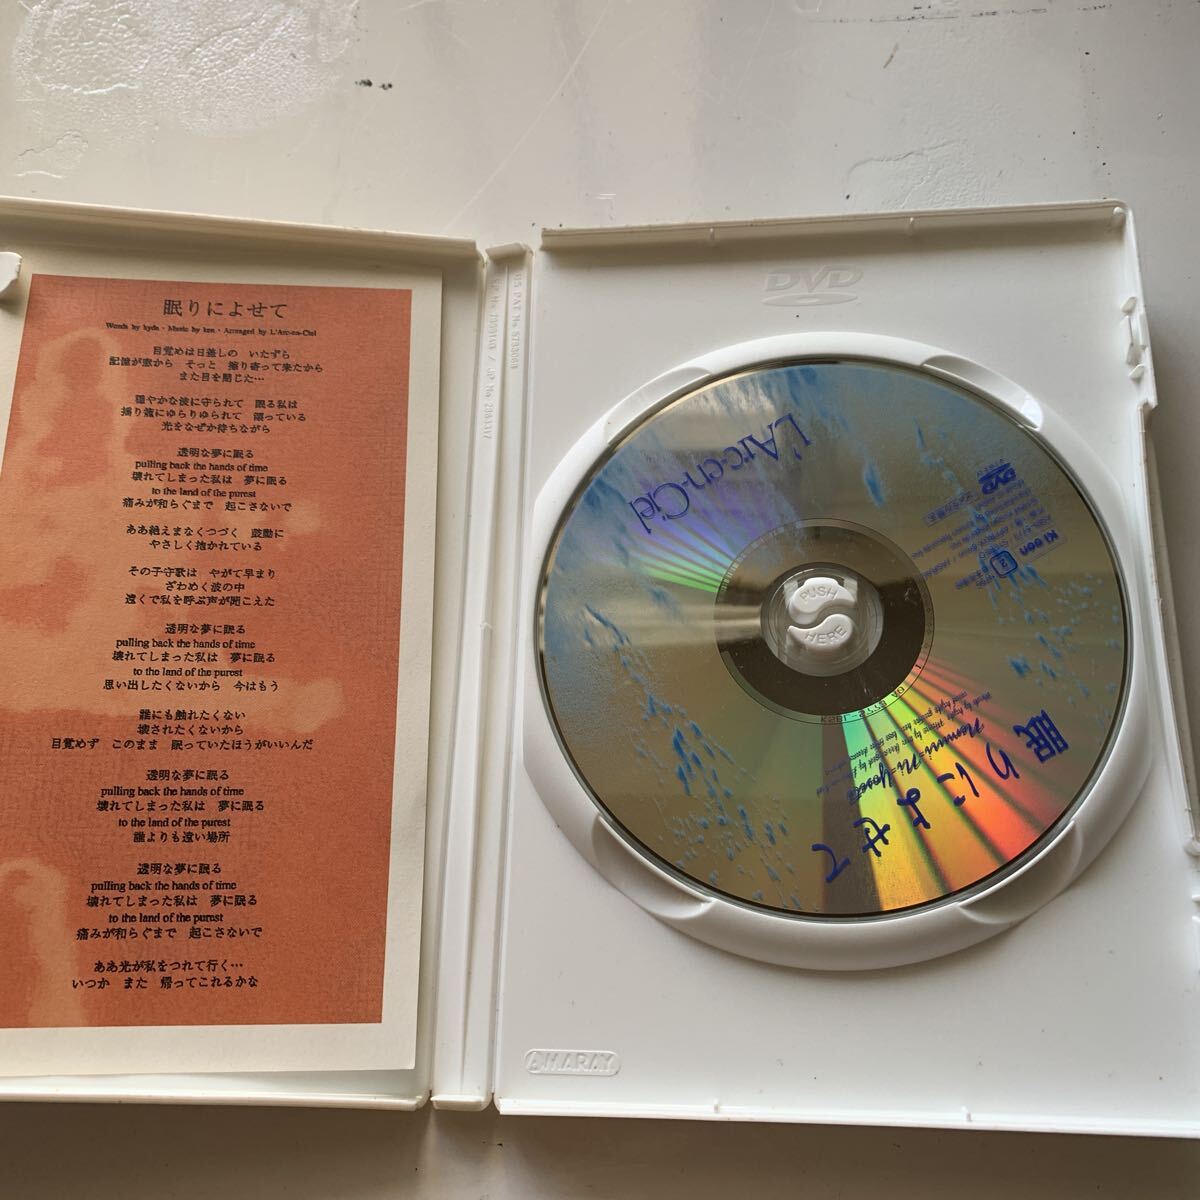 眠りによせて
Words by hyde・Music by ken・Arranged by L'Arc-en-Ciel
目覚めは日差しの いたずら
記憶が窓から そっと 擦り寄って来たから
また目を閉じた…
穏やかな波に守られて 眠る私は
揺り籠にゆらりゆられて 漂っている
光をなぜか待ちながら
透明な夢に眠る
pulling back the hands of time
壊れてしまった私は 夢に眠る
to the land of the purest
痛みが和らぐまで 起こさないで
ああ絶えまなくつづく 鼓動に
やさしく抱かれている
その子守歌は やがて早まり
ざわめく波の中
遠くで私を呼ぶ声が聞こえた
透明な夢に眠る
pulling back the hands of time
壊れてしまった私は 夢に眠る
to the land of the purest
思い出したくないから 今はもう
誰にも触れたくない
壊されたくないから
目覚めず このまま 眠っていたほうがいいんだ
透明な夢に眠る
pulling back the hands of time
壊れてしまった私は 夢に眠る
to the land of the purest
誰よりも遠い場所
透明な夢に眠る
pulling back the hands of time
壊れてしまった私は 夢に眠る
to the land of the purest
痛みが和らぐまで 起こさないで
ああ光が私をつれて行く…
いつか また 帰ってこれるかな
US PAT No. 5788068
DVD
L'Arc-en-Ciel
DVD
Ki/oon
2
PUSH
HERE
眠りによせて
Nemuri-Ni-Yosete
AMARAY